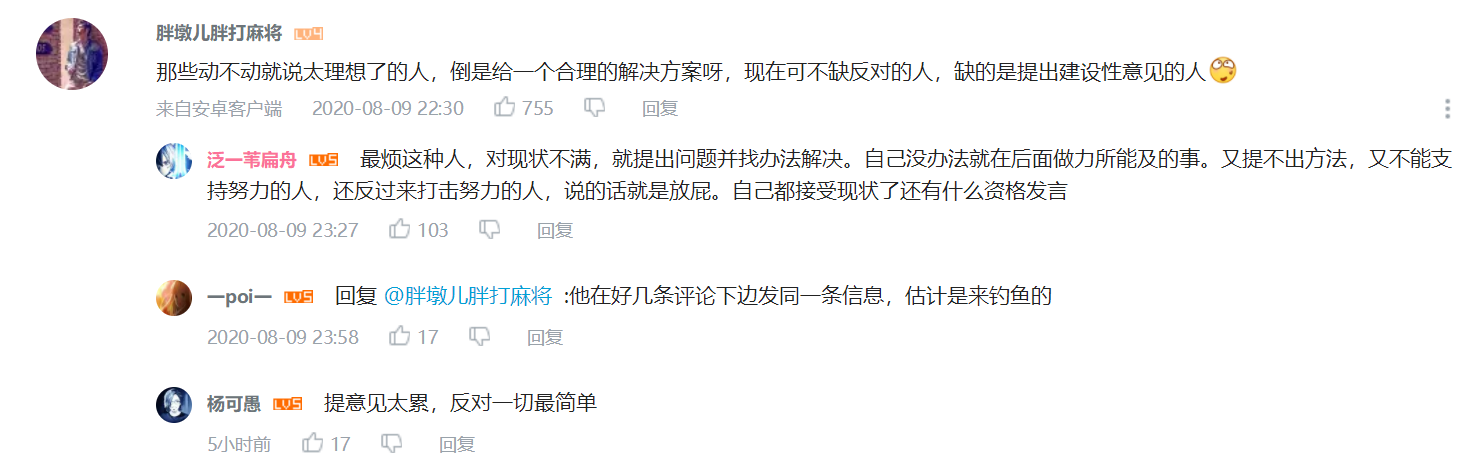 胖墩儿胖打麻将 LV4
那些动不动就说太理想了的人，倒是给一个合理的解决方案呀，现在可不缺反对的人，缺的是提出建设性意见的人
来自安卓客户端 2020-08-09 22:30 755 回复
泛一苇扁舟 LV5 最烦这种人，对现状不满，就提出问题并找办法解决。自己没办法就在后面做力所能及的事。又提不出方法，又不能支
持努力的人，还反过来打击努力的人，说的话就是放屁。自己都接受现状了还有什么资格发言
2020-08-09 23:27 103 回复
一poi一 LV5 回复 @胖墩儿胖打麻将 :他在好几条评论下边发同一条信息，估计是来钓鱼的
2020-08-09 23:58 17 回复
杨可愚 LV5 提意见太累，反对一切最简单
5小时前 17 回复